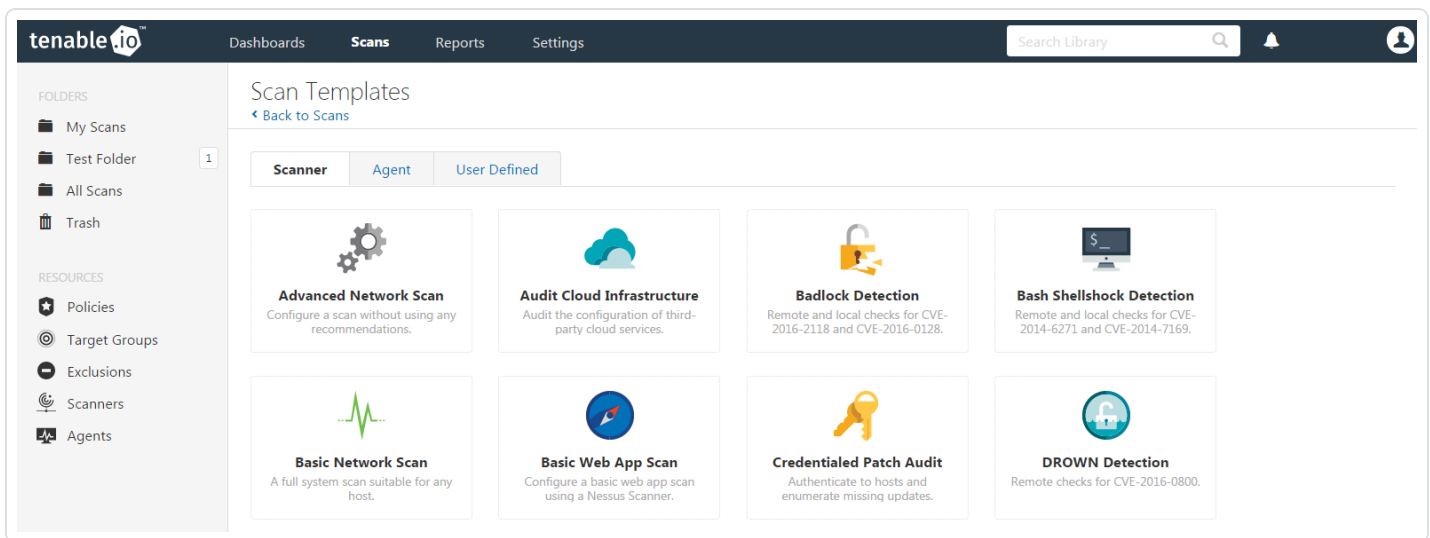 tenable.io™
Dashboards
Scans
Reports
Settings
Search Library
FOLDERS
My Scans
Test Folder
1
All Scans
Trash
RESOURCES
Policies
Target Groups
Exclusions
Scanners
Agents
Scan Templates
Back to Scans
Scanner
Agent
User Defined
Advanced Network Scan
Configure a scan without using any
recommendations.
Audit Cloud Infrastructure
Audit the configuration of third-
party cloud services.
Badlock Detection
Remote and local checks for CVE-
2016-2118 and CVE-2016-0128.
$_
Bash Shellshock Detection
Remote and local checks for CVE-
2014-6271 and CVE-2014-7169.
Basic Network Scan
A full system scan suitable for any
host.
Basic Web App Scan
Configure a basic web app scan
using a Nessus Scanner.
Credentialed Patch Audit
Authenticate to hosts and
enumerate missing updates.
DROWN Detection
Remote checks for CVE-2016-0800.